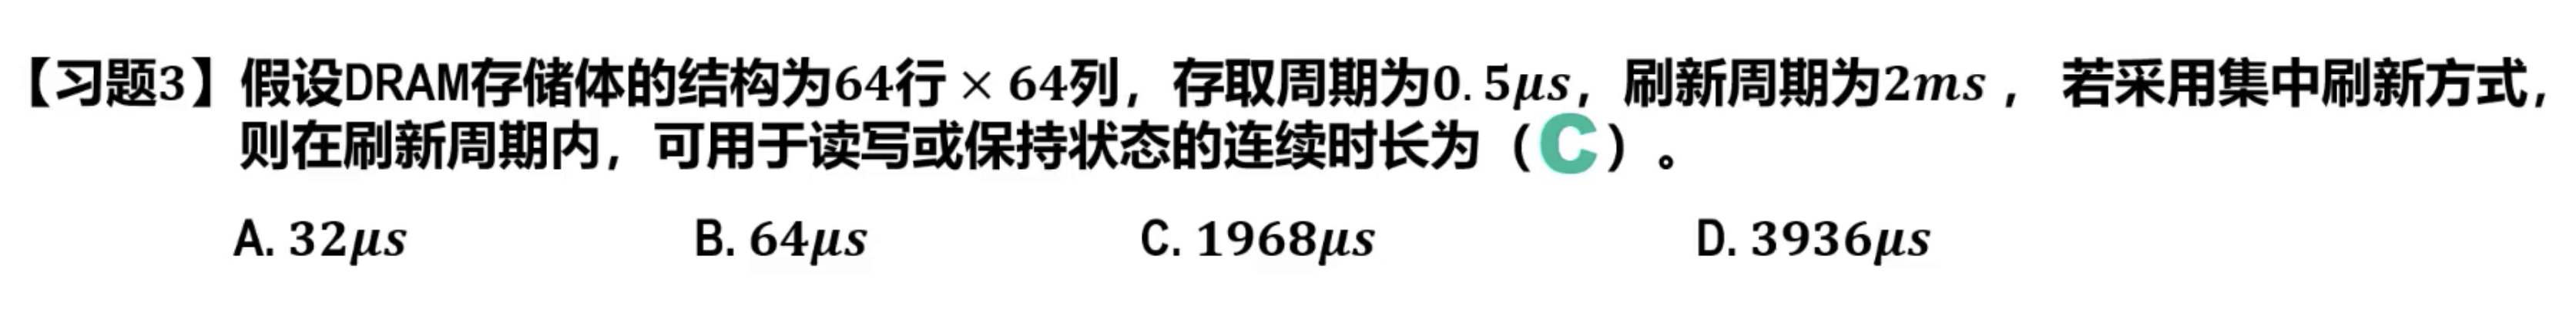 【习题3】假设DRAM存储体的结构为64行 × 64列，存取周期为0.5μs，刷新周期为2ms， 若采用集中刷新方式，
则在刷新周期内，可用于读写或保持状态的连续时长为（C）。
A. 32μs B. 64μs C. 1968μs D. 3936μs